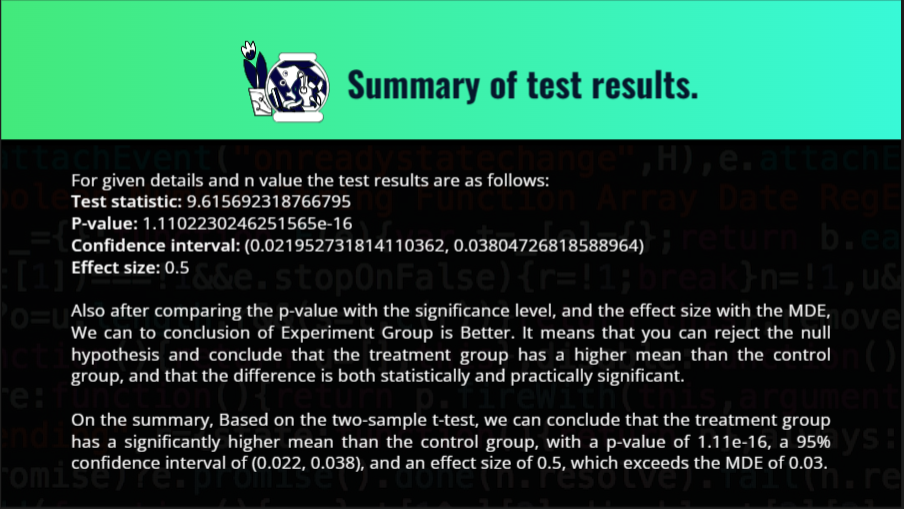 Summary of test results.
For given details and n value the test results are as follows:
Test statistic: 9.615692318766795
P-value: 1.1102230246251565e-16
Confidence interval: (0.021952731814110362, 0.03804726818588964)
Effect size: 0.5
Also after comparing the p-value with the significance level, and the effect size with the MDE,
We can to conclusion of Experiment Group is Better. It means that you can reject the null
hypothesis and conclude that the treatment group has a higher mean than the control
group, and that the difference is both statistically and practically significant.
On the summary, Based on the two-sample t-test, we can conclude that the treatment group
has a significantly higher mean than the control group, with a p-value of 1.11e-16, a 95%
confidence interval of (0.022, 0.038), and an effect size of 0.5, which exceeds the MDE of 0.03.